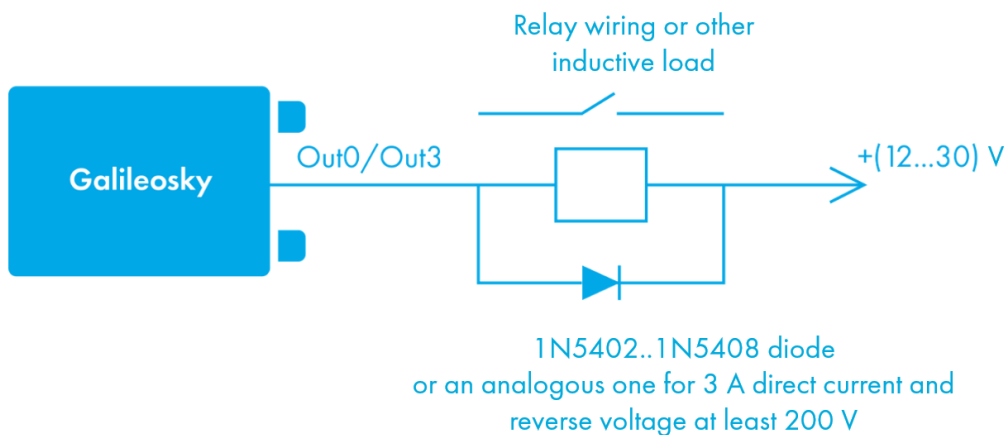 Relay wiring or other
inductive load
Out0/Out3
+(12...30) V
Galileosky
1N5402..1N5408 diode
or an analogous one for 3 A direct current and
reverse voltage at least 200 V